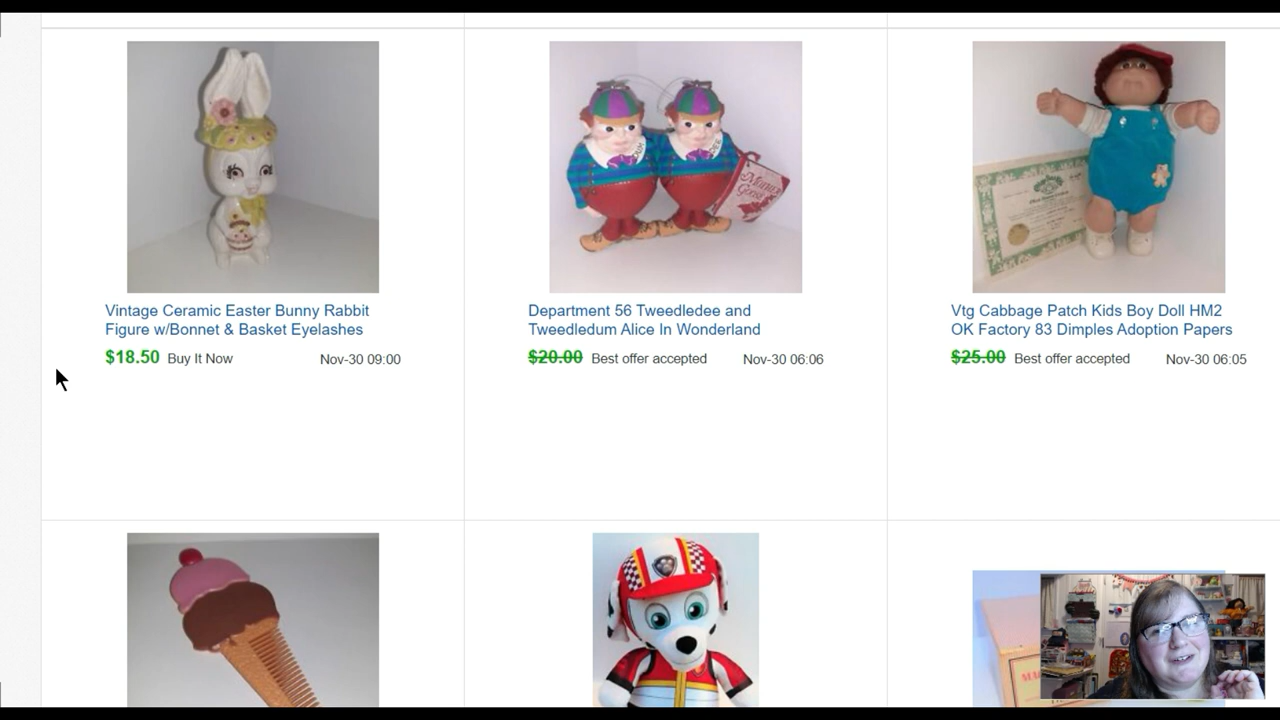 Mother
Goose
Vintage Ceramic Easter Bunny Rabbit
Figure w/Bonnet & Basket Eyelashes
$18.50 Buy It Now Nov-30 09:00
Department 56 Tweedledee and
Tweedledum Alice In Wonderland
$20.00 Best offer accepted Nov-30 06:06
Vtg Cabbage Patch Kids Boy Doll HM2
OK Factory 83 Dimples Adoption Papers
$25.00 Best offer accepted Nov-30 06:05